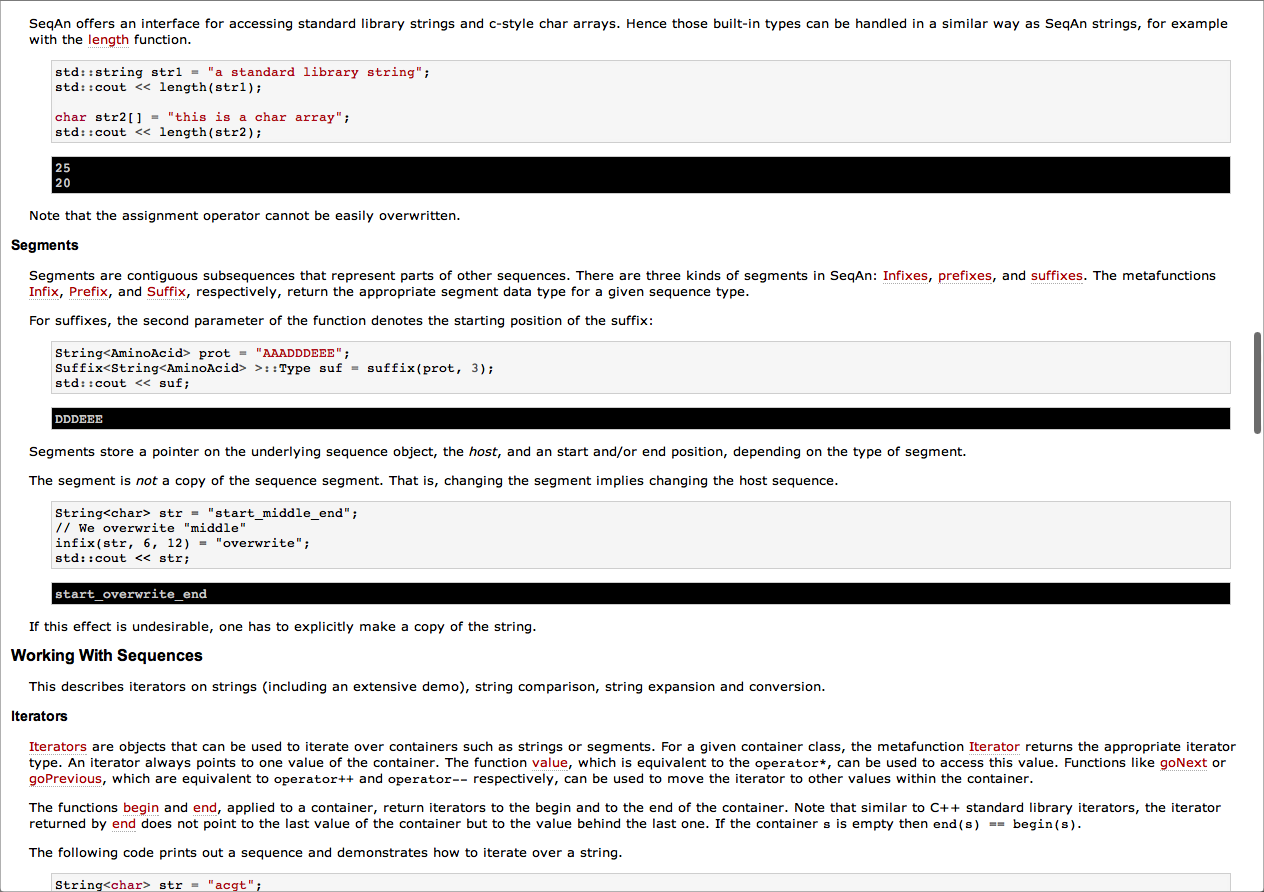 SeqAn offers an interface for accessing standard library strings and c-style char arrays. Hence those built-in types can be handled in a similar way as SeqAn strings, for example
with the length function.
std::string str1 = "a standard library string";
std::cout << length(str1);
char str2[] = "this is a char array";
std::cout << length(str2);
25
20
Note that the assignment operator cannot be easily overwritten.
Segments
Segments are contiguous subsequences that represent parts of other sequences. There are three kinds of segments in SeqAn: Infixes, prefixes, and suffixes. The metafunctions
Infix, Prefix, and Suffix, respectively, return the appropriate segment data type for a given sequence type.
For suffixes, the second parameter of the function denotes the starting position of the suffix:
String<AminoAcid> prot = "AAADDDEEE";
Suffix<String<AminoAcid> >::Type suf = suffix(prot, 3);
std::cout << suf;
DDDEEE
Segments store a pointer on the underlying sequence object, the host, and an start and/or end position, depending on the type of segment.
The segment is not a copy of the sequence segment. That is, changing the segment implies changing the host sequence.
String<char> str = "start_middle_end";
// We overwrite "middle"
infix(str, 6, 12) = "overwrite";
std::cout << str;
start_overwrite_end
If this effect is undesirable, one has to explicitly make a copy of the string.
Working With Sequences
This describes iterators on strings (including an extensive demo), string comparison, string expansion and conversion.
Iterators
Iterators are objects that can be used to iterate over containers such as strings or segments. For a given container class, the metafunction Iterator returns the appropriate iterator
type. An iterator always points to one value of the container. The function value, which is equivalent to the operator*, can be used to access this value. Functions like goNext or
goPrevious, which are equivalent to operator++ and operator-- respectively, can be used to move the iterator to other values within the container.
The functions begin and end, applied to a container, return iterators to the begin and to the end of the container. Note that similar to C++ standard library iterators, the iterator
returned by end does not point to the last value of the container but to the value behind the last one. If the container s is empty then end(s) == begin(s).
The following code prints out a sequence and demonstrates how to iterate over a string.
String<char> str = "acgt";